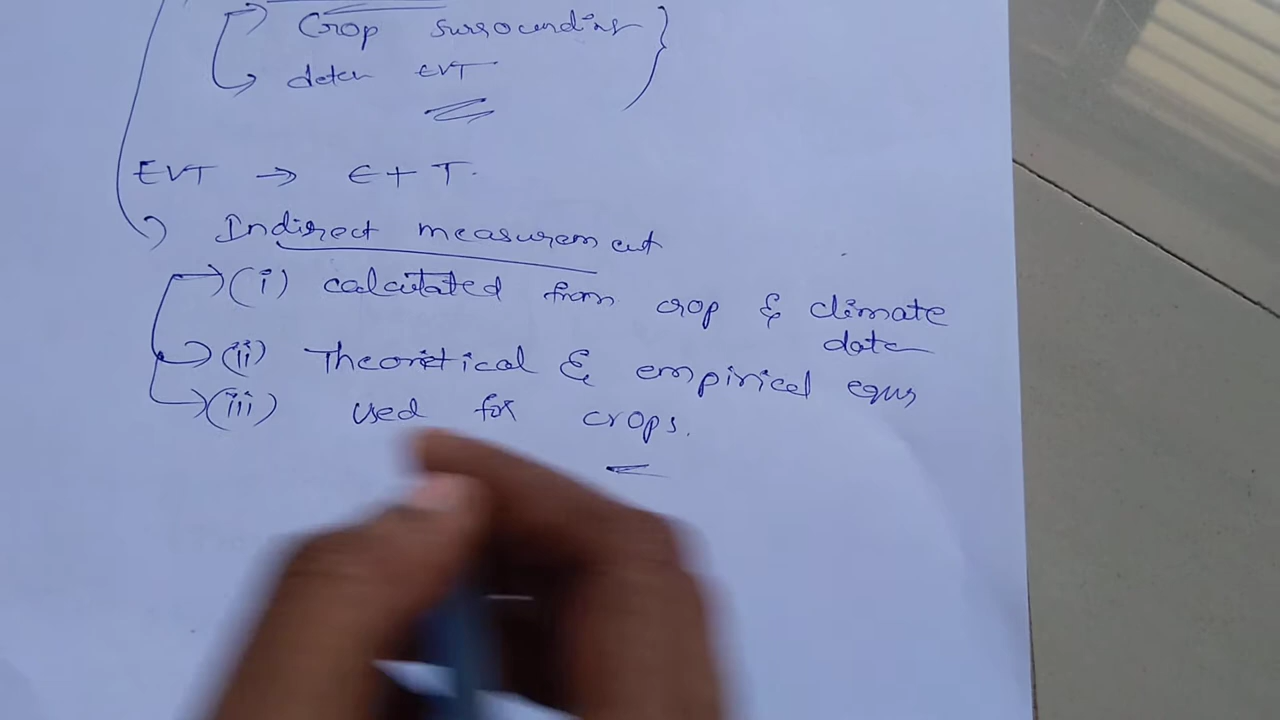 Crop surrounding
deter EVT
EVT → E + T.
Indirect measurement
(i) calculated from crop & climate
data
(ii) Theoretical & empirical equs
(iii) used for crops.